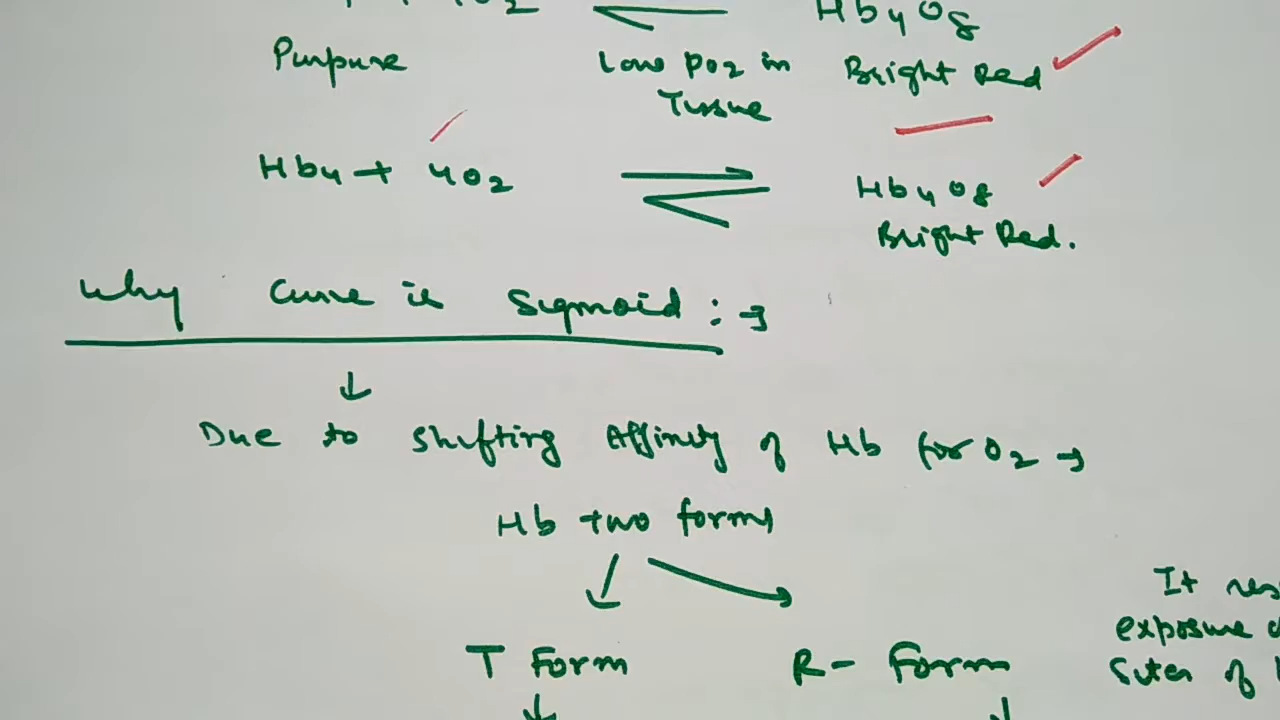 Hb4O8
Purpure Low PO2 in Bright Red
Tissue
Hb4 + 4O2 Hb4O8
Bright Red.
Why Curve is Sigmoid :→
Due to Shifting Affinity of Hb for O2 →
Hb two forms
It
T Form R- Form exposure
Sites of